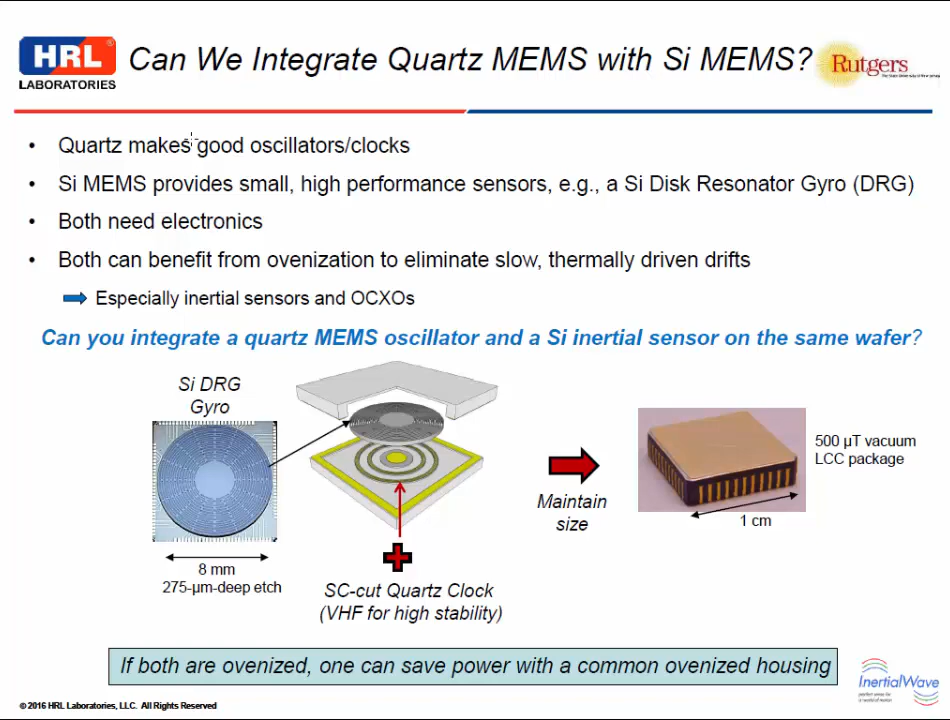 HRL
LABORATORIES
Can We Integrate Quartz MEMS with Si MEMS?
Rutgers
• Quartz makes good oscillators/clocks
• Si MEMS provides small, high performance sensors, e.g., a Si Disk Resonator Gyro (DRG)
• Both need electronics
• Both can benefit from ovenization to eliminate slow, thermally driven drifts
Especially inertial sensors and OCXOs
Can you integrate a quartz MEMS oscillator and a Si inertial sensor on the same wafer?
Si DRG
Gyro
8 mm
275-µm-deep etch
SC-cut Quartz Clock
(VHF for high stability)
Maintain
size
500 µT vacuum
LCC package
1 cm
If both are ovenized, one can save power with a common ovenized housing
InertialWave
© 2016 HRL Laboratories, LLC. All Rights Reserved